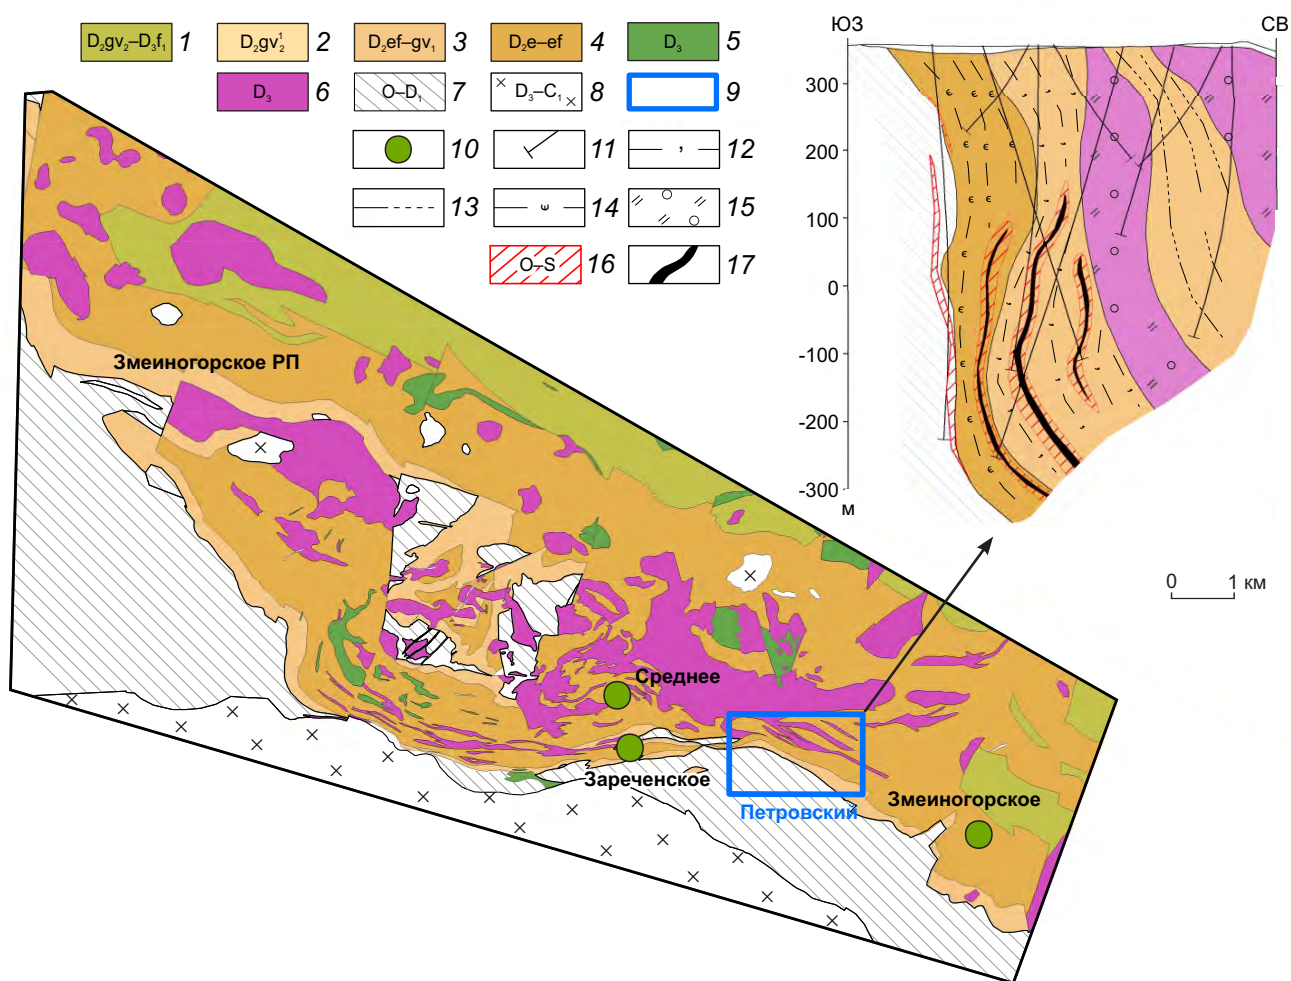 D₂gv₂–D₃f₁ 1
D₂gv₂¹ 2
D₂ef–gv₁ 3
D₂e–ef 4
D₃ 5
D₃ 6
O–D₁ 7
× D₃–C₁ × 8
9
10
11
12
13
14
15
O–S 16
17
ЮЗ
СВ
300
200
100
0
-100
-200
-300
м
0 1 км
Змеиногорское РП
Среднее
Зареченское
Петровский
Змеиногорское